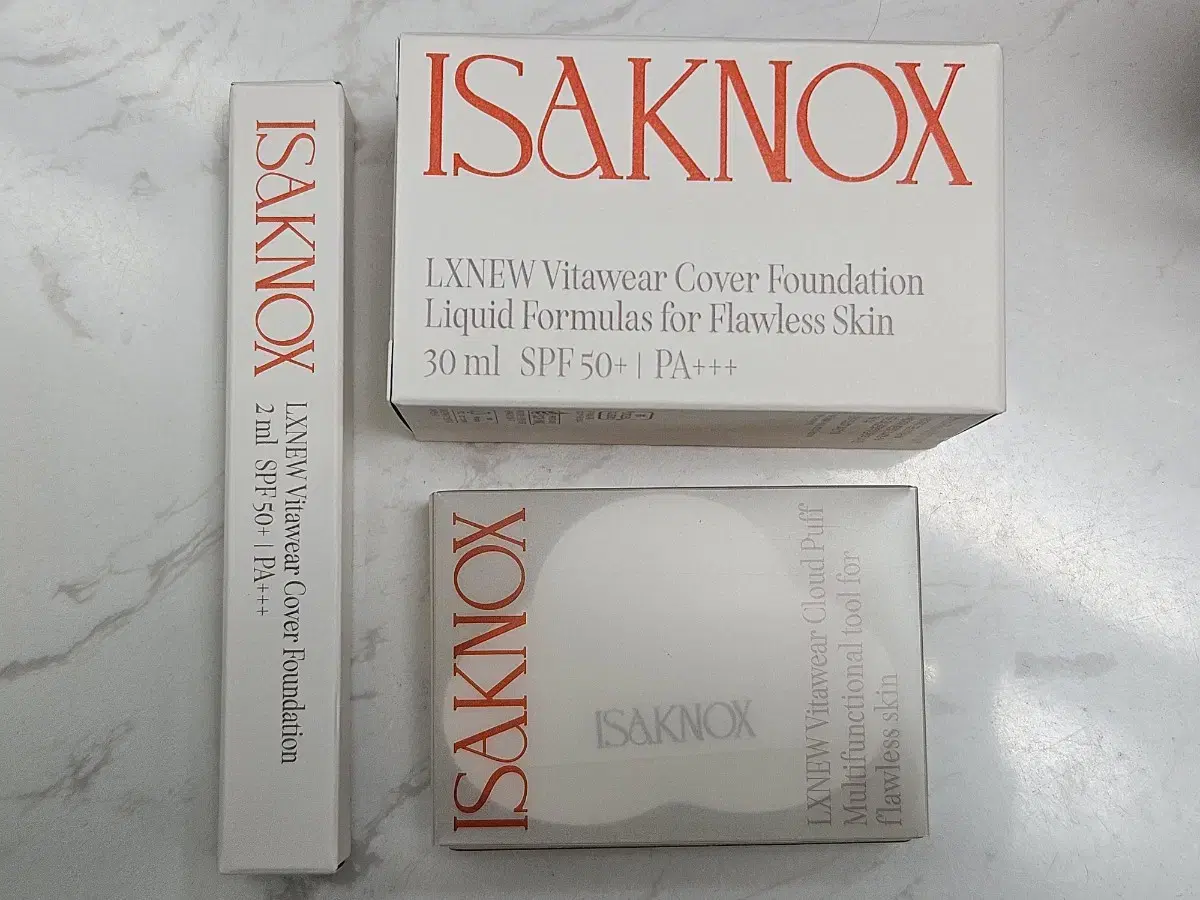 ISAKNOX
LXNEW Vitawear Cover Foundation
2 ml SPF 50+ | PA+++
ISAKNOX
LXNEW Vitawear Cover Foundation
Liquid Formulas for Flawless Skin
30 ml SPF 50+ | PA+++
ISAKNOX
ISAKNOX
LXNEW Vitawear Cloud Puff
Multifunctional tool for
flawless skin